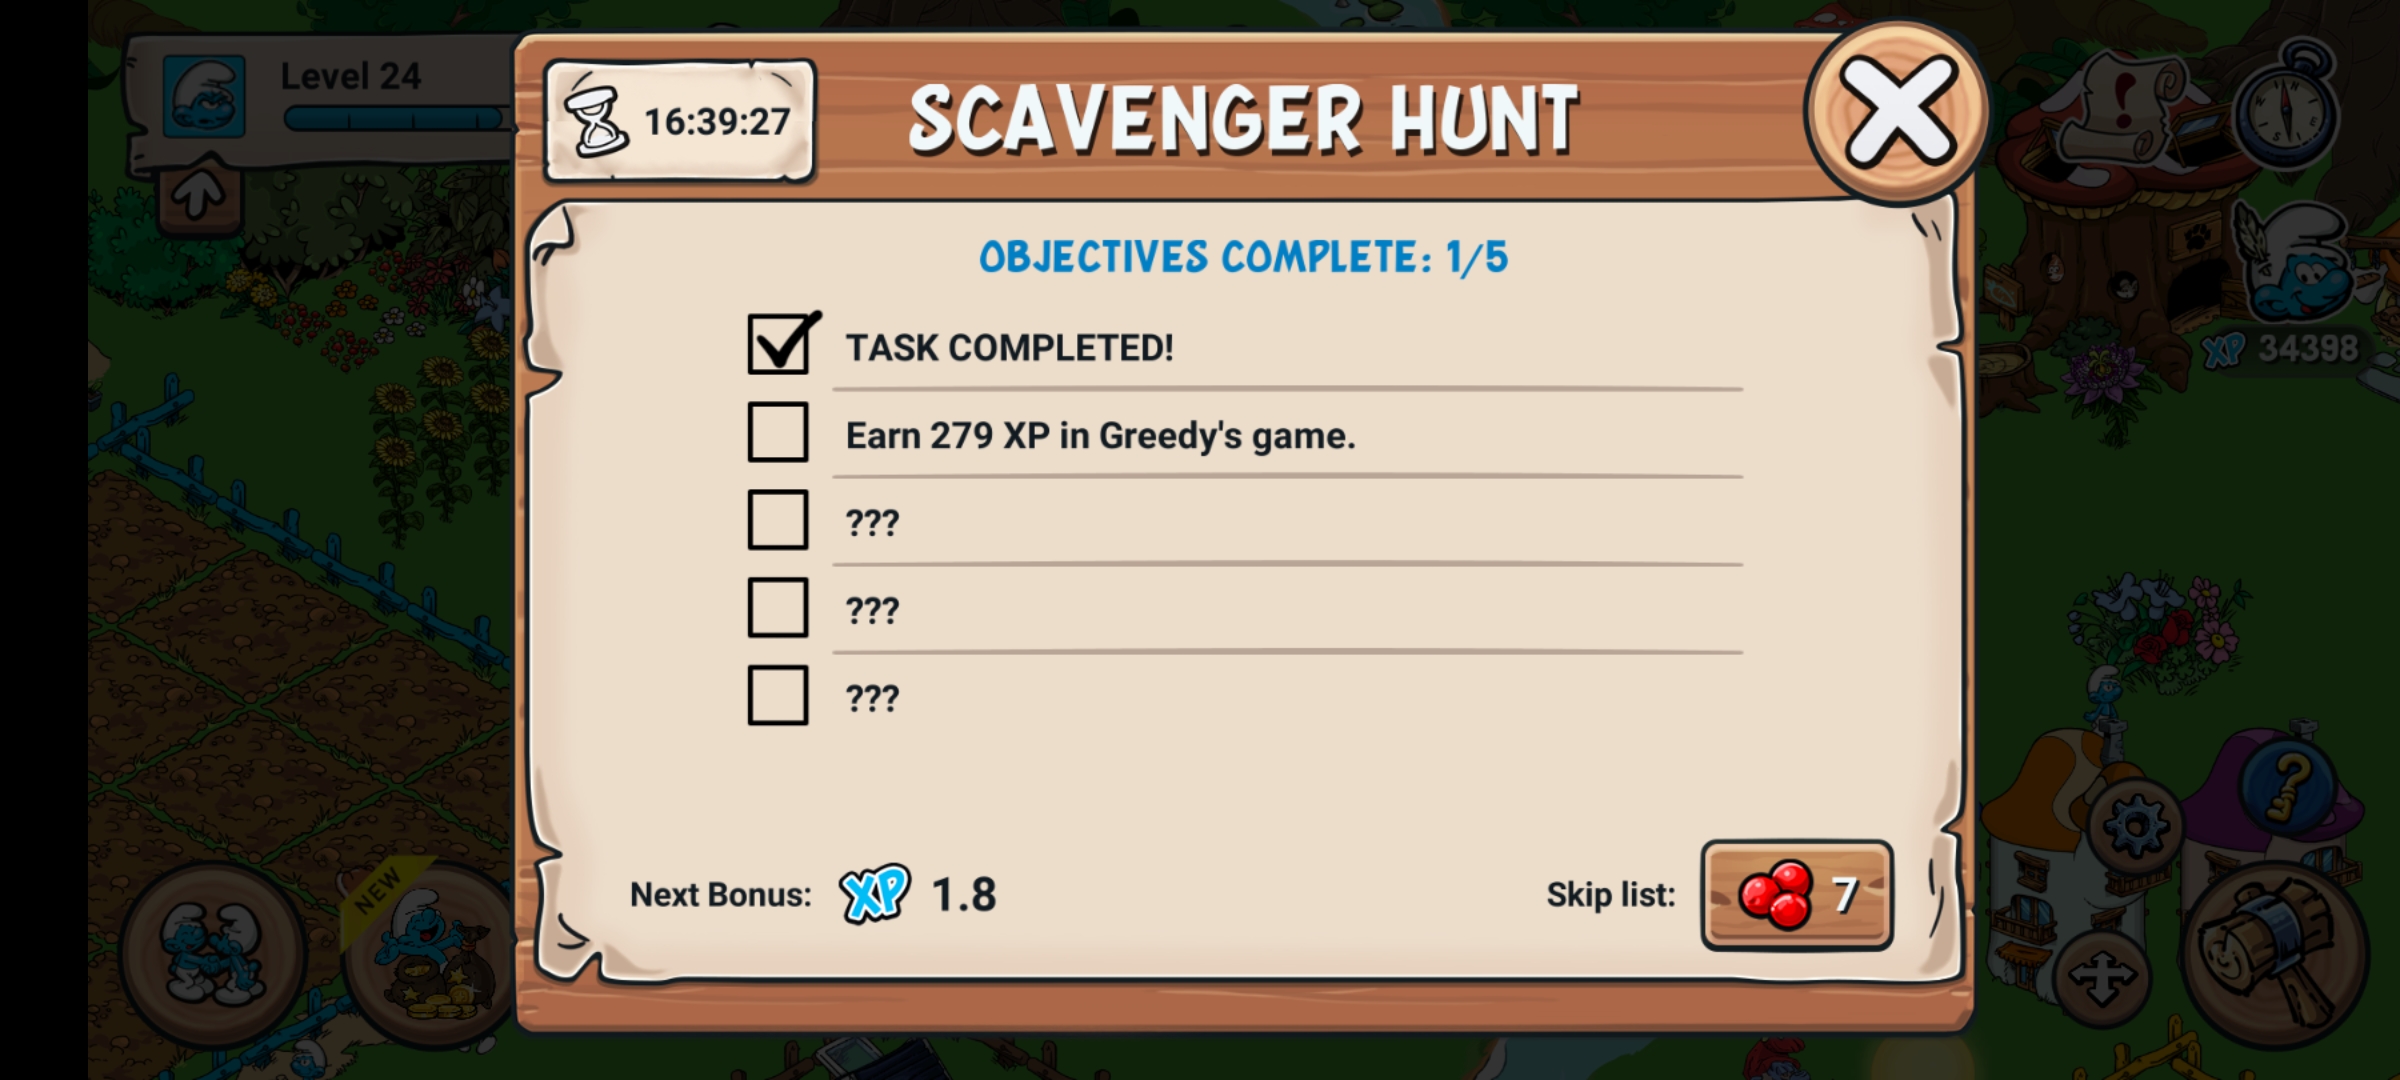 Level 24
16:39:27
SCAVENGER HUNT
OBJECTIVES COMPLETE: 1/5
TASK COMPLETED!
Earn 279 XP in Greedy's game.
???
???
???
XP 34398
Next Bonus: XP 1.8
Skip list: 7
NEW